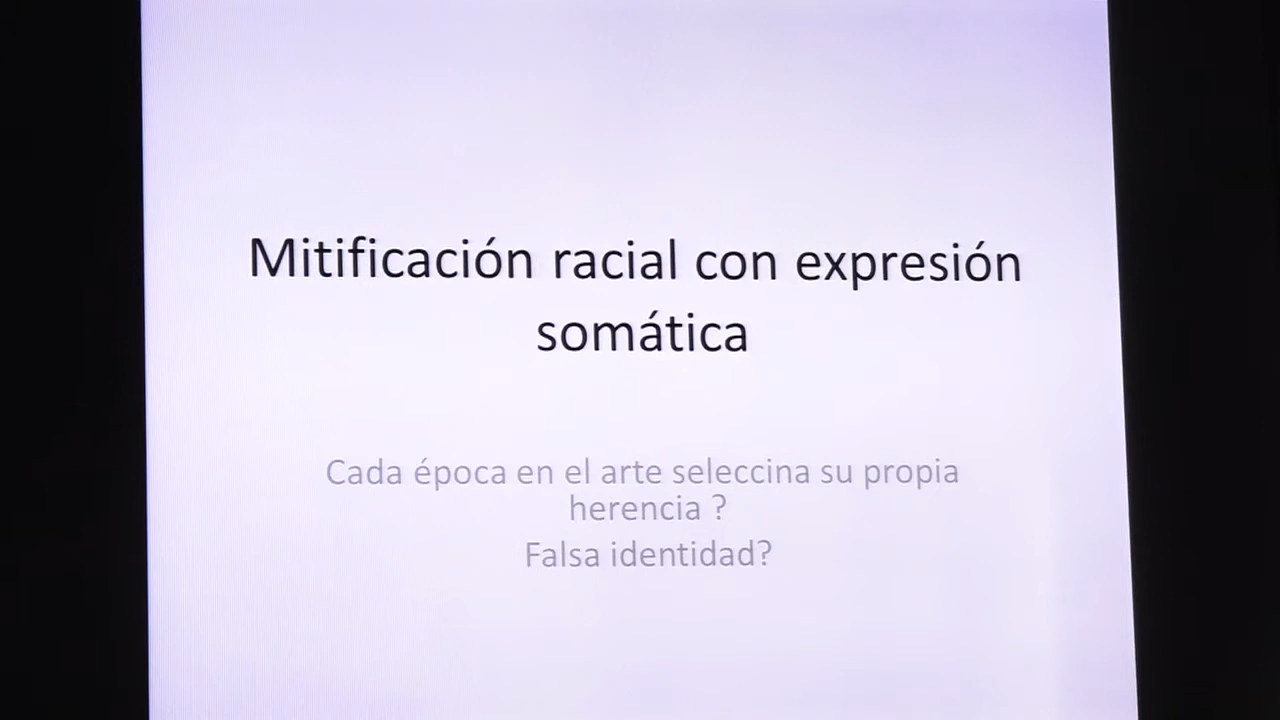 Mitificación racial con expresión
somática
Cada época en el arte seleccina su propia
herencia ?
Falsa identidad?